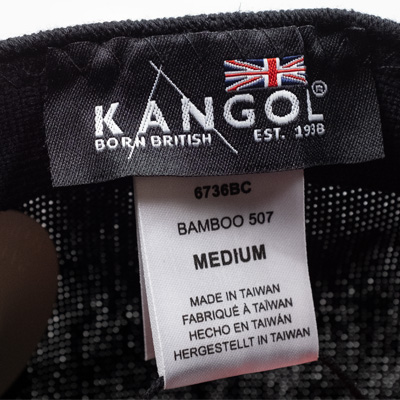 KANGOL®
BORN BRITISH EST. 1938
6736BC
BAMBOO 507
MEDIUM
MADE IN TAIWAN
FABRIQUÉ À TAIWAN
HECHO EN TAIWÁN
HERGESTELLT IN TAIWAN